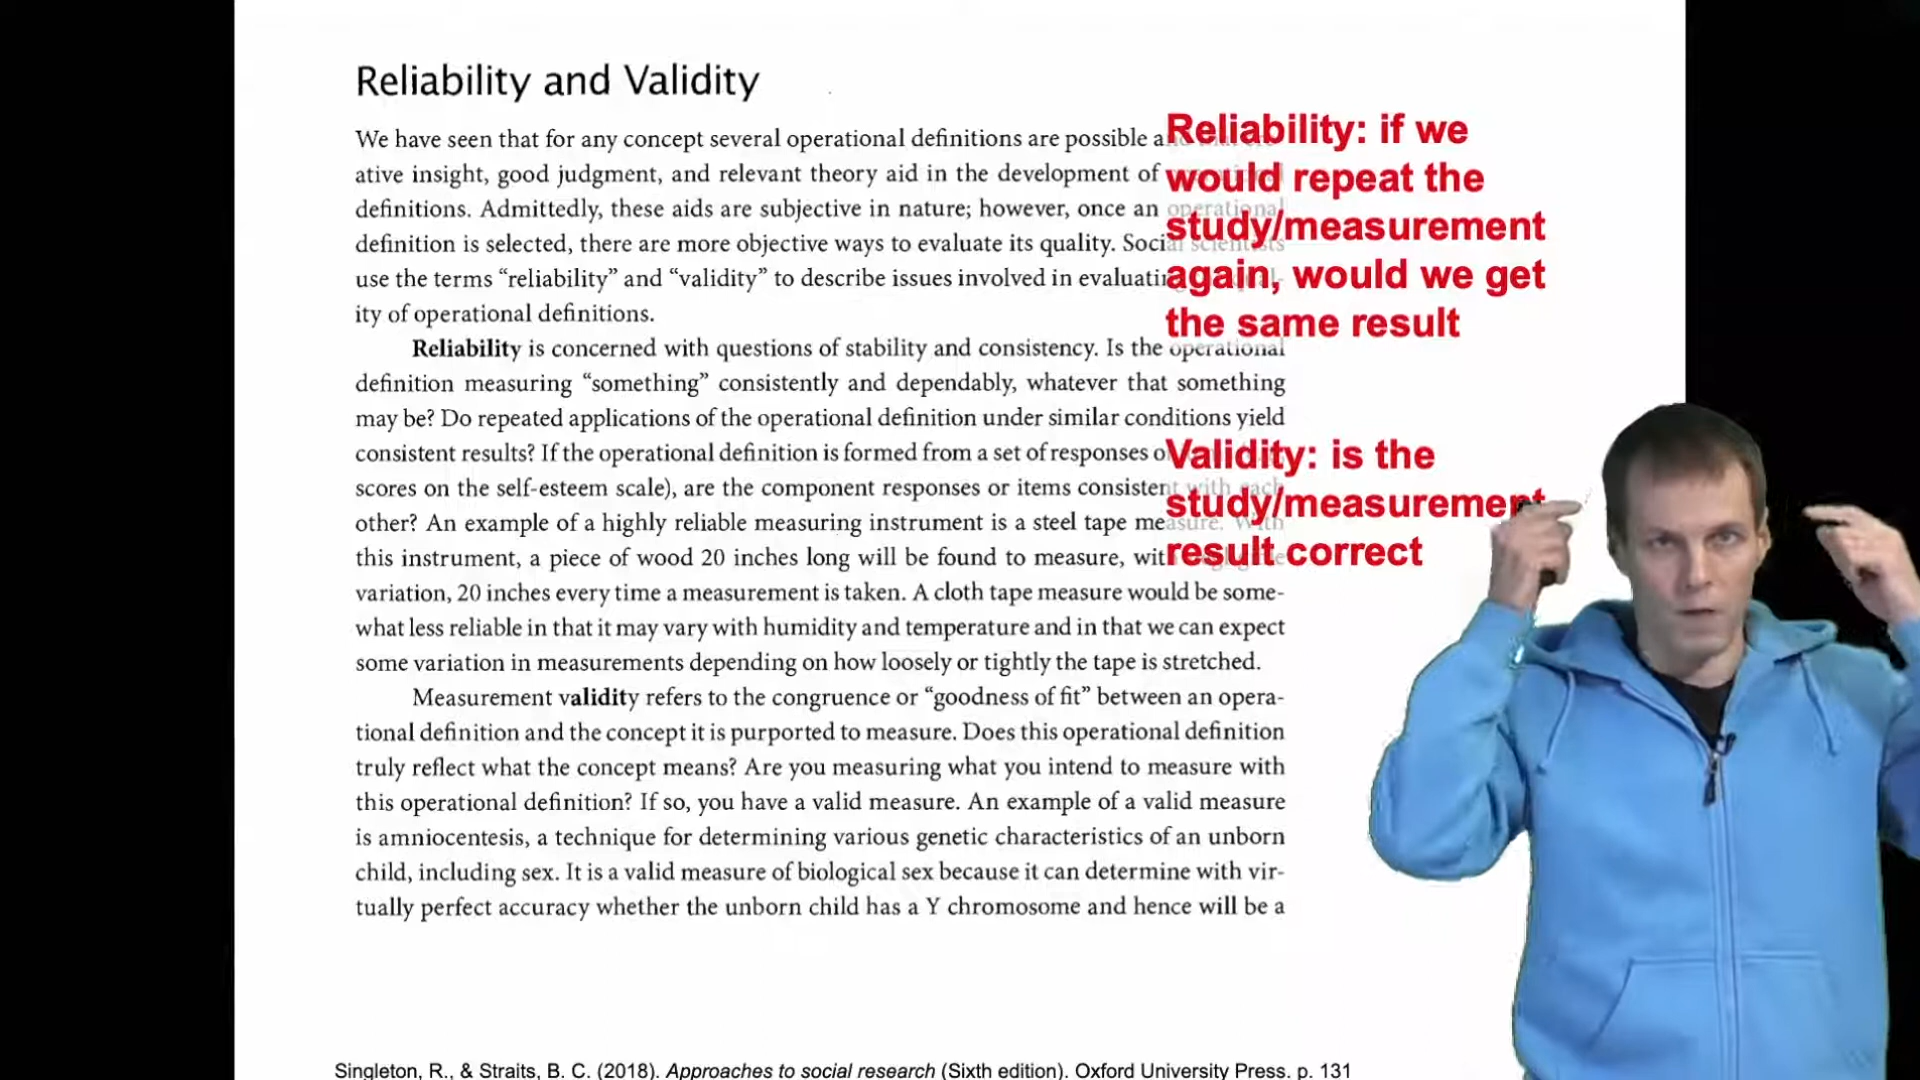 Reliability and Validity
We have seen that for any concept several operational definitions are possible a
ative insight, good judgment, and relevant theory aid in the development of
definitions. Admittedly, these aids are subjective in nature; however, once an operational
definition is selected, there are more objective ways to evaluate its quality. Social scientists
use the terms “reliability” and “validity” to describe issues involved in evaluatin
ity of operational definitions.
Reliability is concerned with questions of stability and consistency. Is the operational
definition measuring “something” consistently and dependably, whatever that something
may be? Do repeated applications of the operational definition under similar conditions yield
consistent results? If the operational definition is formed from a set of responses o
scores on the self-esteem scale), are the component responses or items consistent with each
other? An example of a highly reliable measuring instrument is a steel tape measure. With
this instrument, a piece of wood 20 inches long will be found to measure, wit
variation, 20 inches every time a measurement is taken. A cloth tape measure would be some-
what less reliable in that it may vary with humidity and temperature and in that we can expect
some variation in measurements depending on how loosely or tightly the tape is stretched.
Measurement validity refers to the congruence or “goodness of fit” between an opera-
tional definition and the concept it is purported to measure. Does this operational definition
truly reflect what the concept means? Are you measuring what you intend to measure with
this operational definition? If so, you have a valid measure. An example of a valid measure
is amniocentesis, a technique for determining various genetic characteristics of an unborn
child, including sex. It is a valid measure of biological sex because it can determine with vir-
tually perfect accuracy whether the unborn child has a Y chromosome and hence will be a
Reliability: if we
would repeat the
study/measurement
again, would we get
the same result
Validity: is the
study/measurement
result correct
Singleton, R., & Straits, B. C. (2018). Approaches to social research (Sixth edition). Oxford University Press. p. 131